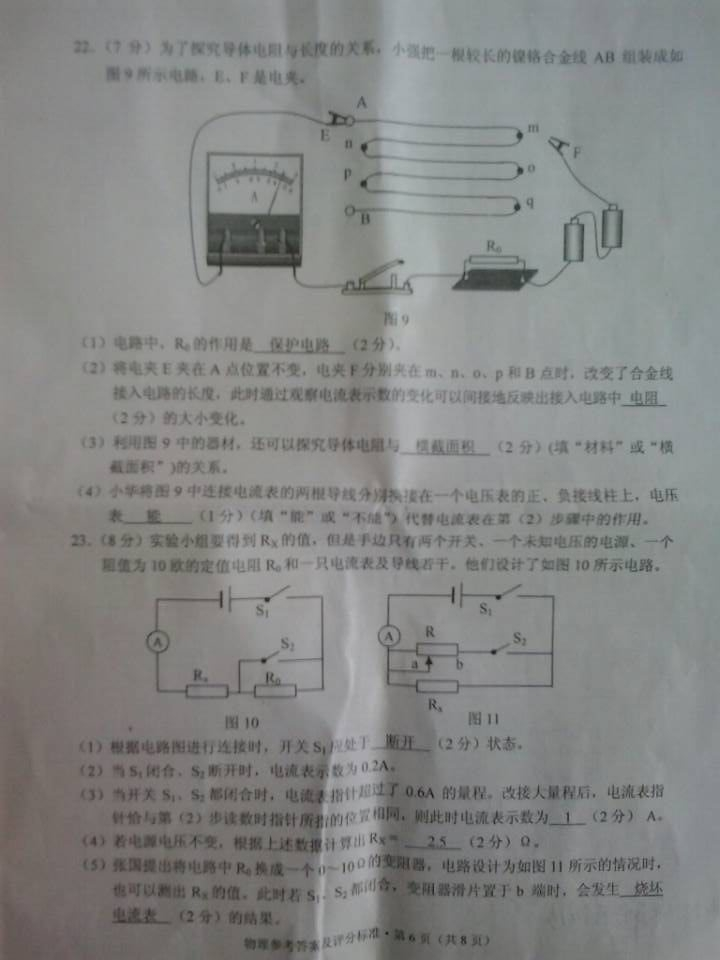 22.（7 分）为了探究导体电阻与长度的关系，小强把一根较长的镍铬合金线 AB 组装成如
图 9 所示电路，E、F 是电夹。
A
E
m
n
F
o
p
q
B
A
R₀
图 9
（1）电路中，R₀的作用是 保护电路 （2 分）。
（2）将电夹 E 夹在 A 点位置不变，电夹 F 分别夹在 m、n、o、p 和 B 点时，改变了合金线
接入电路的长度，此时通过观察电流表示数的变化可以间接地反映出接入电路中 电阻
（2 分）的大小变化。
（3）利用图 9 中的器材，还可以探究导体电阻与 横截面积 （2 分）(填“材料”或“横
截面积”)的关系。
（4）小华将图 9 中连接电流表的两根导线分别换接在一个电压表的正、负接线柱上，电压
表 能 （1 分）（填“能”或“不能”）代替电流表在第（2）步骤中的作用。
23.（8 分）实验小组要得到 Rx 的值，但是手边只有两个开关、一个未知电压的电源、一个
阻值为 10 欧的定值电阻 R₀ 和一只电流表及导线若干。他们设计了如图 10 所示电路。
S₁
S₁
A
S₂
A
R
S₂
a
b
Rx
R₀
Rx
图 10
图 11
（1）根据电路图进行连接时，开关 S₁ 应处于 断开 （2 分）状态。
（2）当 S₁ 闭合、S₂ 断开时，电流表示数为 0.2A。
（3）当开关 S₁、S₂ 都闭合时，电流表指针超过了 0.6A 的量程。改接大量程后，电流表指
针恰与第（2）步读数时指针所指的位置相同，则此时电流表示数为 1 （2 分） A。
（4）若电源电压不变，根据上述数据计算出 Rx = 2.5 （2 分）Ω。
（5）张国提出将电路中 R₀ 换成一个 0～10Ω 的变阻器，电路设计为如图 11 所示的情况时，
也可以测出 Rx 的值。此时若 S₁、S₂ 都闭合，变阻器滑片置于 b 端时，会发生 烧坏
电流表 （2 分）的结果。
物理参考答案及评分标准·第 6 页（共 8 页）